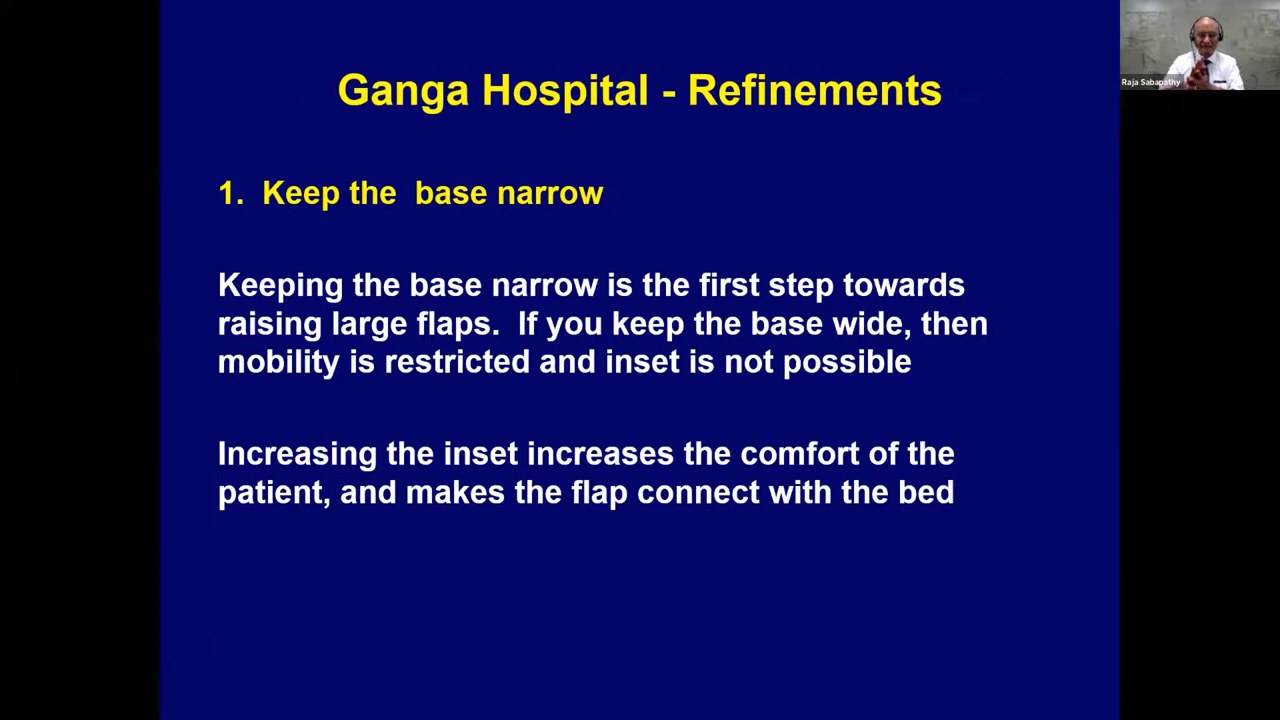 Ganga Hospital - Refinements
Raja Sabapathy
1. Keep the base narrow
Keeping the base narrow is the first step towards
raising large flaps. If you keep the base wide, then
mobility is restricted and inset is not possible
Increasing the inset increases the comfort of the
patient, and makes the flap connect with the bed